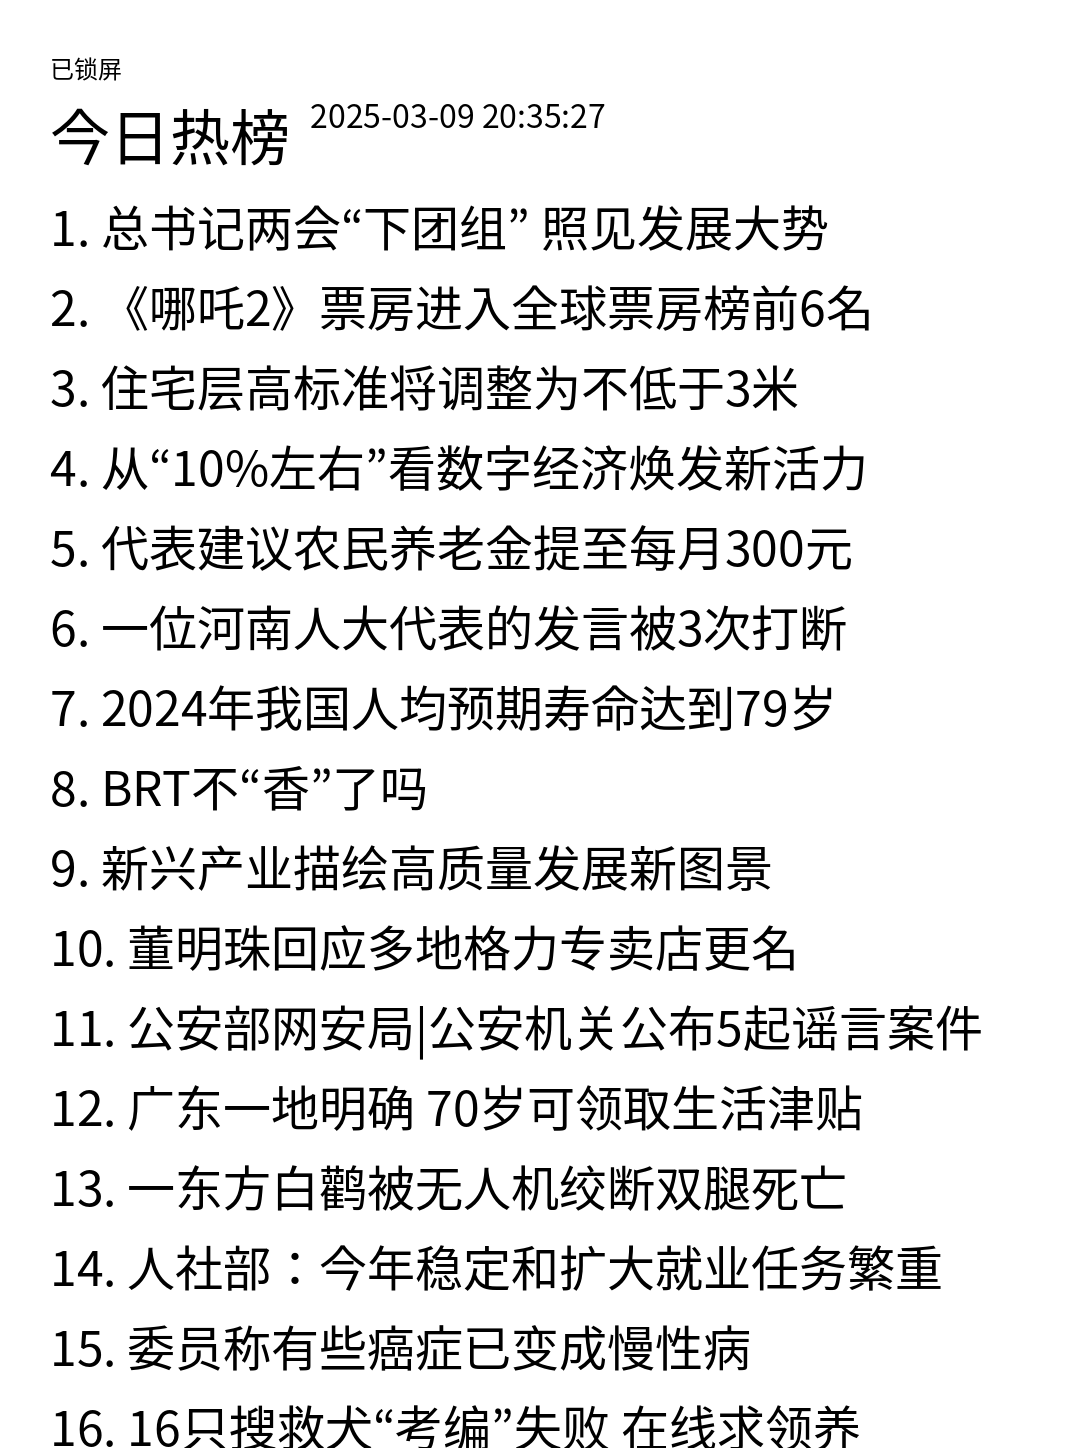 已锁屏
今日热榜 2025-03-09 20:35:27
1. 总书记两会“下团组” 照见发展大势
2. 《哪吒2》票房进入全球票房榜前6名
3. 住宅层高标准将调整为不低于3米
4. 从“10%左右”看数字经济焕发新活力
5. 代表建议农民养老金提至每月300元
6. 一位河南人大代表的发言被3次打断
7. 2024年我国人均预期寿命达到79岁
8. BRT不“香”了吗
9. 新兴产业描绘高质量发展新图景
10. 董明珠回应多地格力专卖店更名
11. 公安部网安局|公安机关公布5起谣言案件
12. 广东一地明确 70岁可领取生活津贴
13. 一东方白鹳被无人机绞断双腿死亡
14. 人社部：今年稳定和扩大就业任务繁重
15. 委员称有些癌症已变成慢性病
16. 16只搜救犬“考编”失败 在线求领养